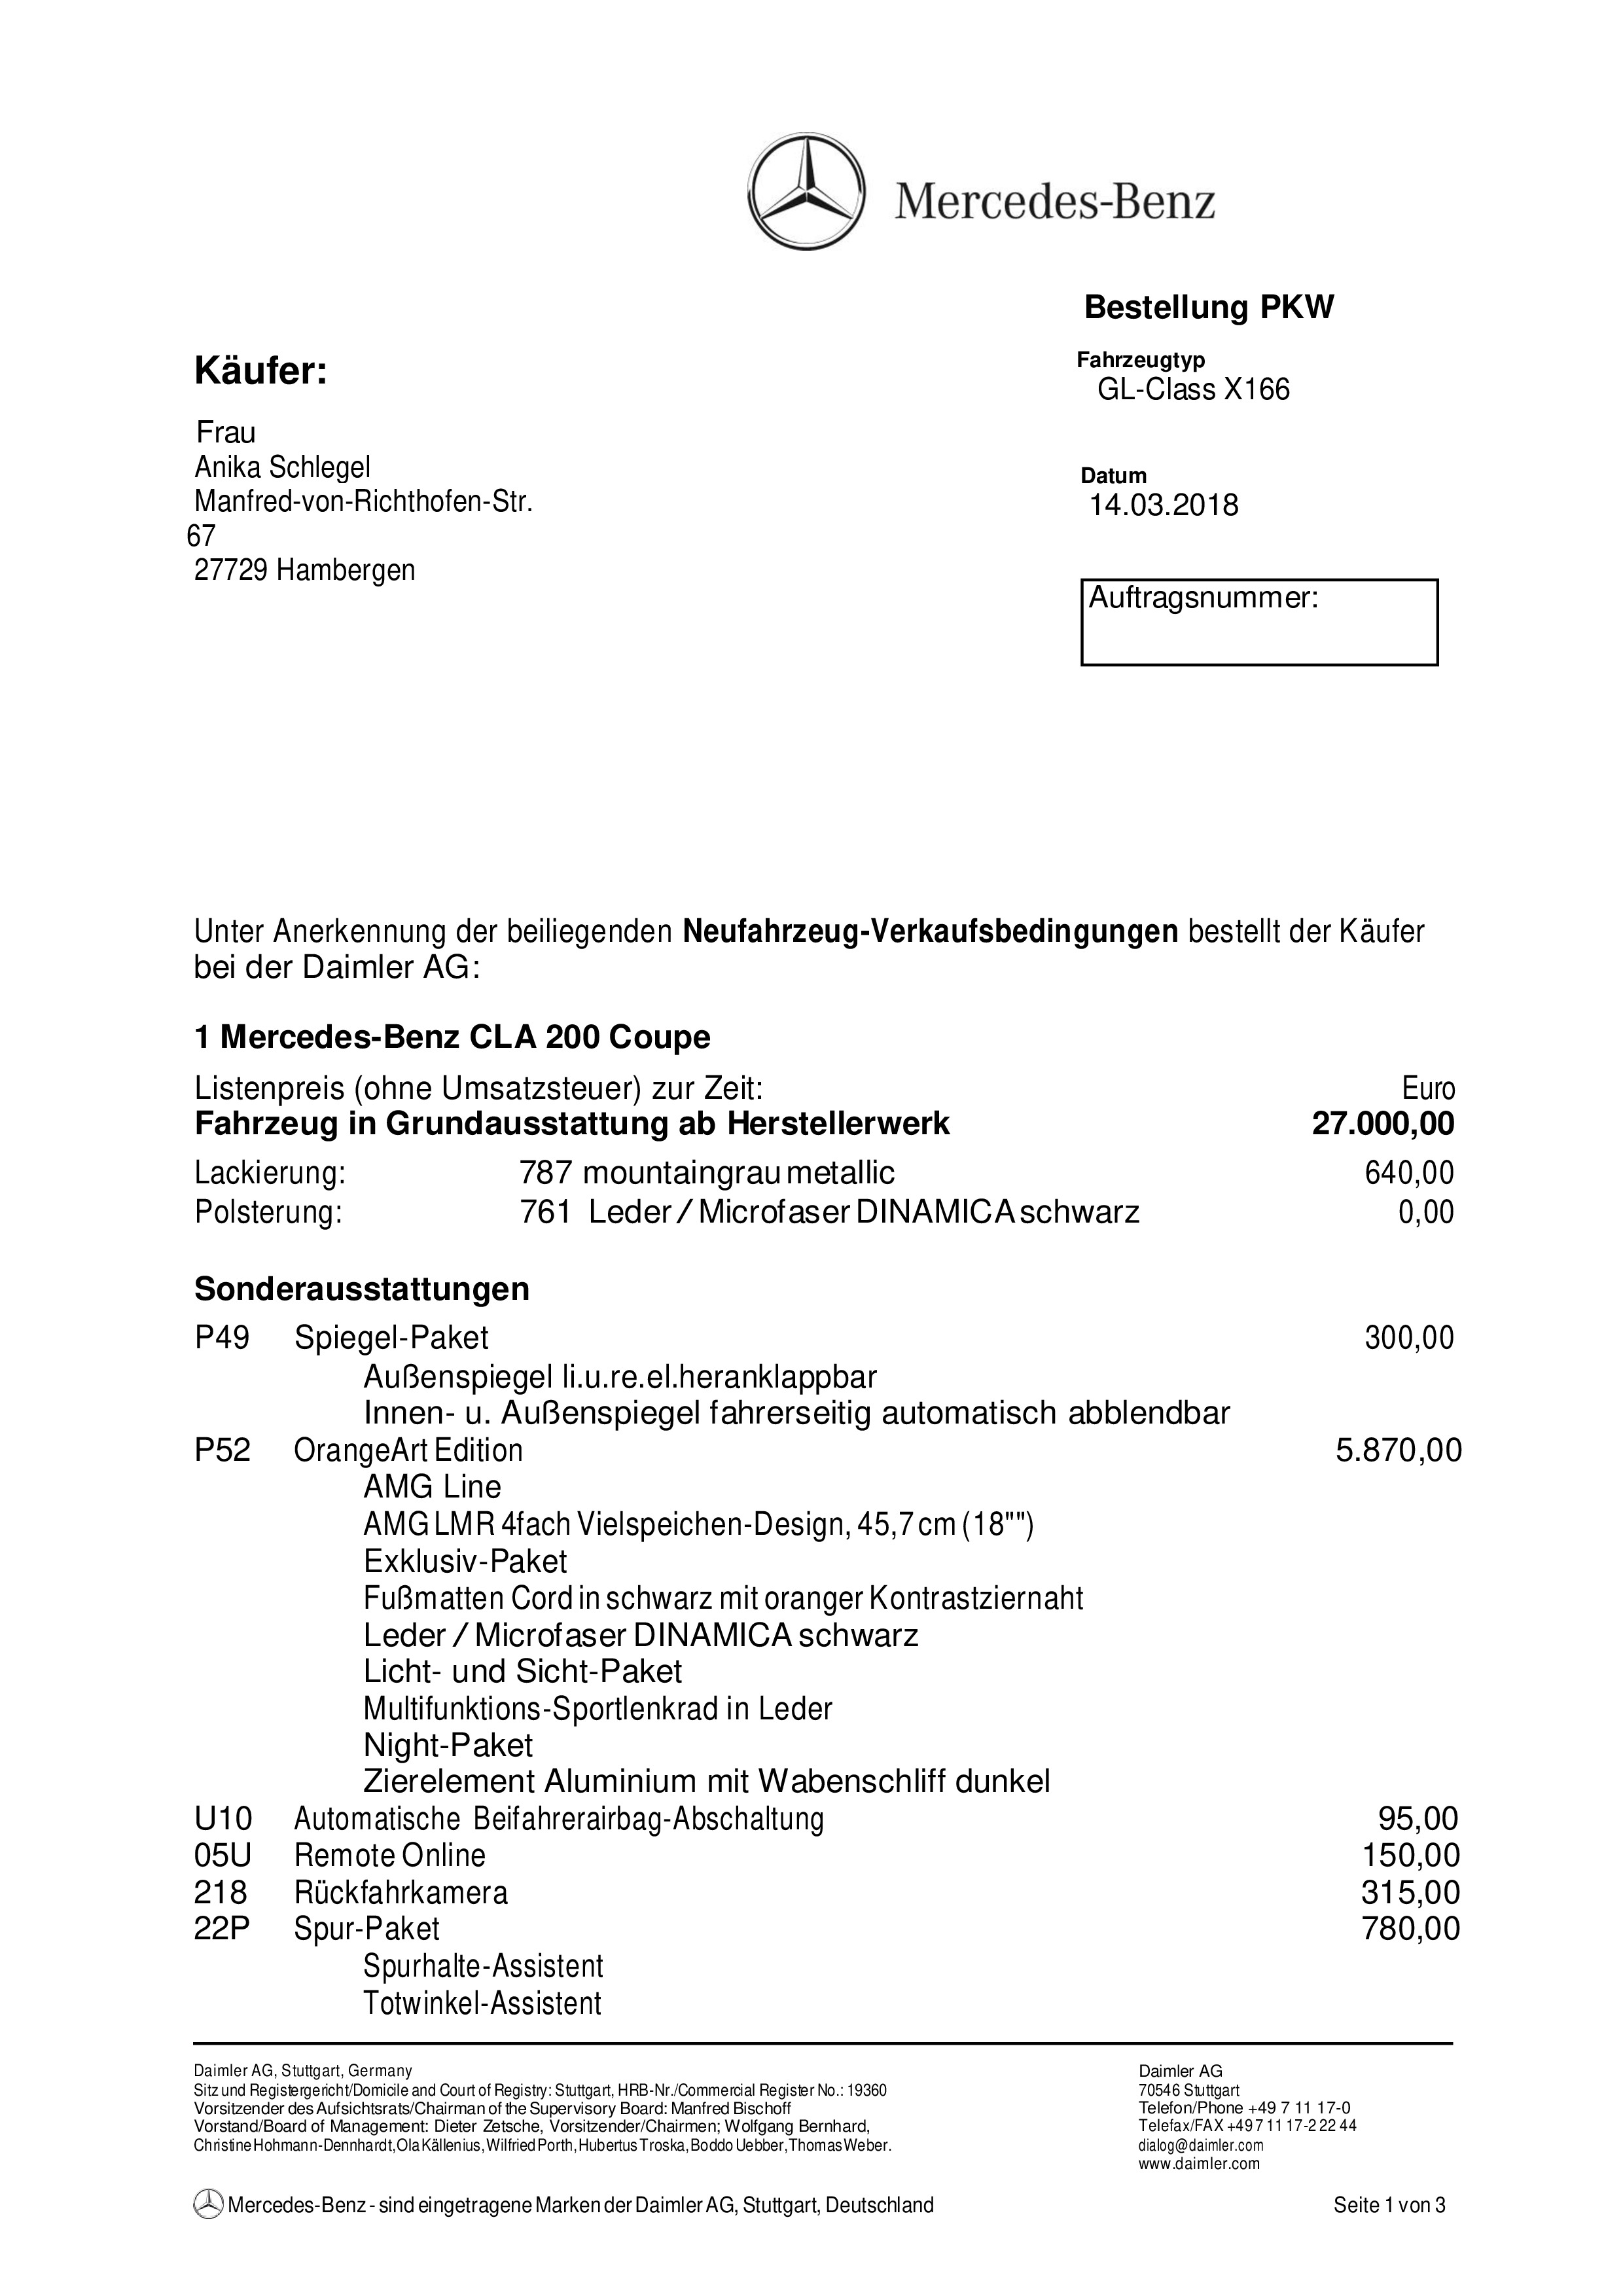 Mercedes-Benz
Bestellung PKW
Käufer:
Fahrzeugtyp
GL-Class X166
Frau
Anika Schlegel
Manfred-von-Richthofen-Str.
67
27729 Hambergen
Datum
14.03.2018
Auftragsnummer:
Unter Anerkennung der beiliegenden Neufahrzeug-Verkaufsbedingungen bestellt der Käufer
bei der Daimler AG:
1 Mercedes-Benz CLA 200 Coupe
Listenpreis (ohne Umsatzsteuer) zur Zeit: Euro
Fahrzeug in Grundausstattung ab Herstellerwerk 27.000,00
Lackierung: 787 mountaingrau metallic 640,00
Polsterung: 761 Leder / Microfaser DINAMICA schwarz 0,00
Sonderausstattungen
P49 Spiegel-Paket 300,00
Außenspiegel li.u.re.el.heranklappbar
Innen- u. Außenspiegel fahrerseitig automatisch abblendbar
P52 OrangeArt Edition 5.870,00
AMG Line
AMG LMR 4fach Vielspeichen-Design, 45,7 cm (18"")
Exklusiv-Paket
Fußmatten Cord in schwarz mit oranger Kontrastziernaht
Leder / Microfaser DINAMICA schwarz
Licht- und Sicht-Paket
Multifunktions-Sportlenkrad in Leder
Night-Paket
Zierelement Aluminium mit Wabenschliff dunkel
U10 Automatische Beifahrerairbag-Abschaltung 95,00
05U Remote Online 150,00
218 Rückfahrkamera 315,00
22P Spur-Paket 780,00
Spurhalte-Assistent
Totwinkel-Assistent
Daimler AG, Stuttgart, Germany
Sitz und Registergericht/Domicile and Court of Registry: Stuttgart, HRB-Nr./Commercial Register No.: 19360
Vorsitzender des Aufsichtsrats/Chairman of the Supervisory Board: Manfred Bischoff
Vorstand/Board of Management: Dieter Zetsche, Vorsitzender/Chairmen; Wolfgang Bernhard,
Christine Hohmann-Dennhardt, Ola Källenius, Wilfried Porth, Hubertus Troska, Boddo Uebber, Thomas Weber.
Daimler AG
70546 Stuttgart
Telefon/Phone +49 7 11 17-0
Telefax/FAX +49 7 11 17-2 22 44
dialog@daimler.com
www.daimler.com
Mercedes-Benz - sind eingetragene Marken der Daimler AG, Stuttgart, Deutschland Seite 1 von 3